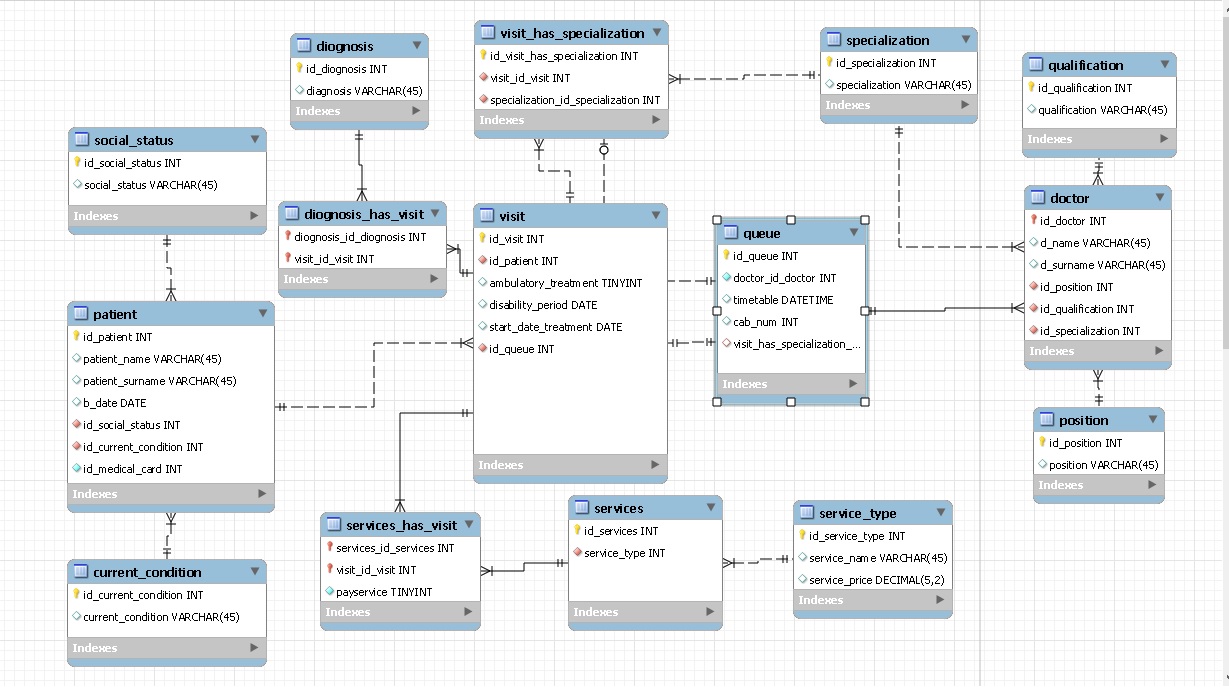 diagnosis
id_diagnosis INT
diagnosis VARCHAR(45)
Indexes
visit_has_specialization
id_visit_has_specialization INT
visit_id_visit INT
specialization_id_specialization INT
Indexes
specialization
id_specialization INT
specialization VARCHAR(45)
Indexes
qualification
id_qualification INT
qualification VARCHAR(45)
Indexes
social_status
id_social_status INT
social_status VARCHAR(45)
Indexes
diagnosis_has_visit
diagnosis_id_diagnosis INT
visit_id_visit INT
Indexes
visit
id_visit INT
id_patient INT
ambulatory_treatment TINYINT
disability_period DATE
start_date_treatment DATE
id_queue INT
Indexes
queue
id_queue INT
doctor_id_doctor INT
timetable DATETIME
cab_num INT
visit_has_specialization_...
Indexes
doctor
id_doctor INT
d_name VARCHAR(45)
d_surname VARCHAR(45)
id_position INT
id_qualification INT
id_specialization INT
Indexes
patient
id_patient INT
patient_name VARCHAR(45)
patient_surname VARCHAR(45)
b_date DATE
id_social_status INT
id_current_condition INT
id_medical_card INT
Indexes
position
id_position INT
position VARCHAR(45)
Indexes
services_has_visit
services_id_services INT
visit_id_visit INT
payservice TINYINT
Indexes
services
id_services INT
service_type INT
Indexes
service_type
id_service_type INT
service_name VARCHAR(45)
service_price DECIMAL(5,2)
Indexes
current_condition
id_current_condition INT
current_condition VARCHAR(45)
Indexes